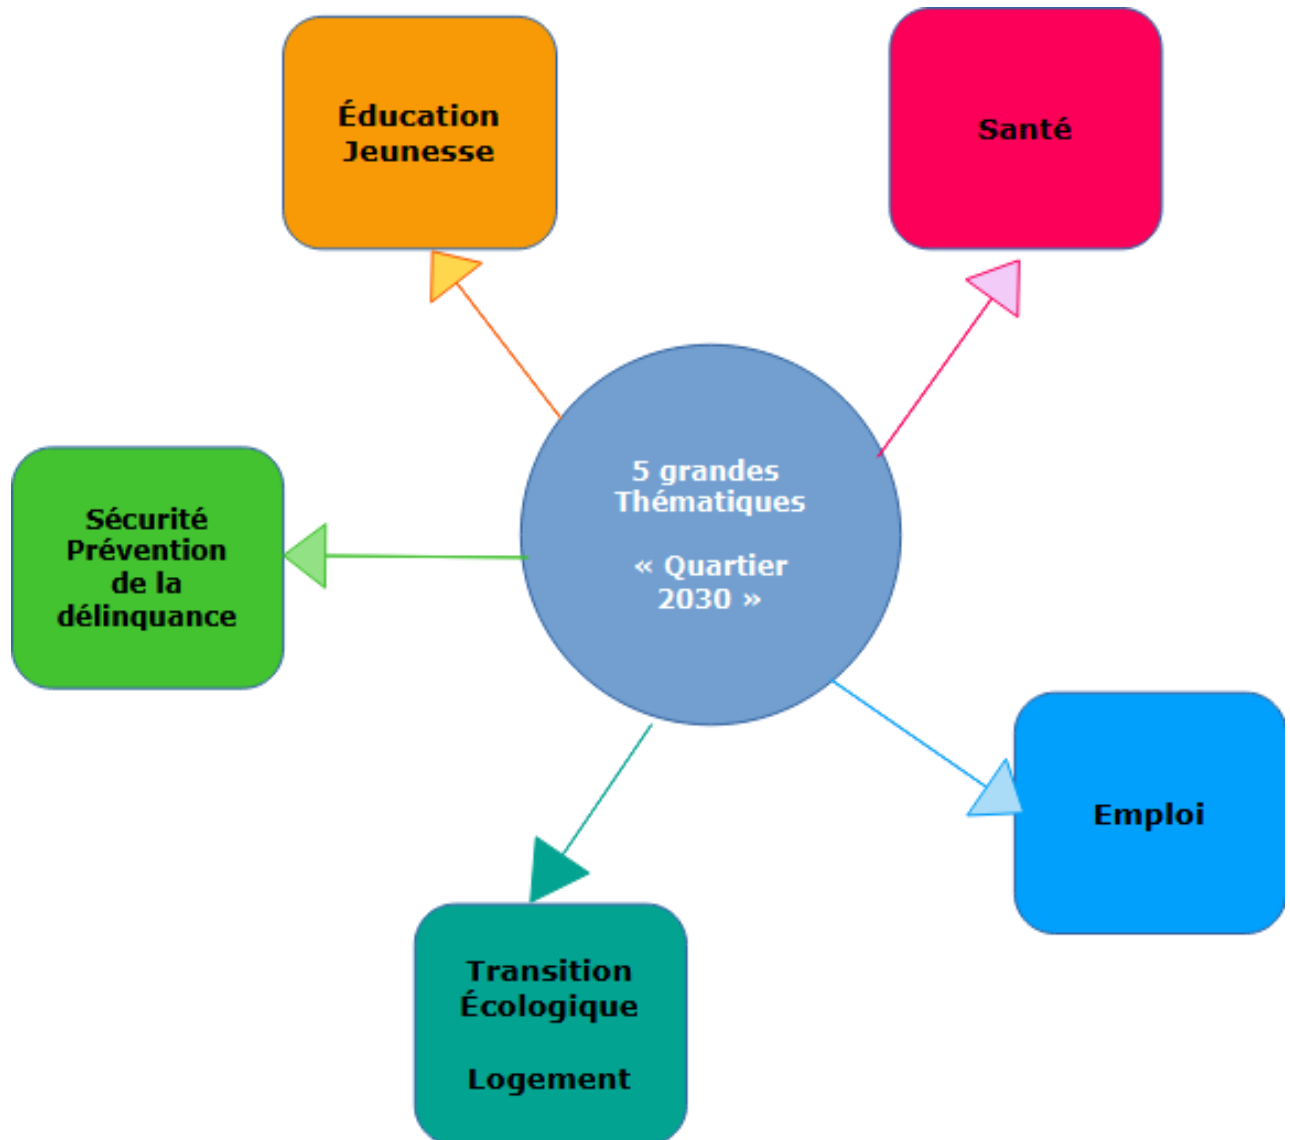 Éducation
Jeunesse
Santé
5 grandes
Thématiques
« Quartier
2030 »
Sécurité
Prévention
de la
délinquance
Emploi
Transition
Écologique
Logement